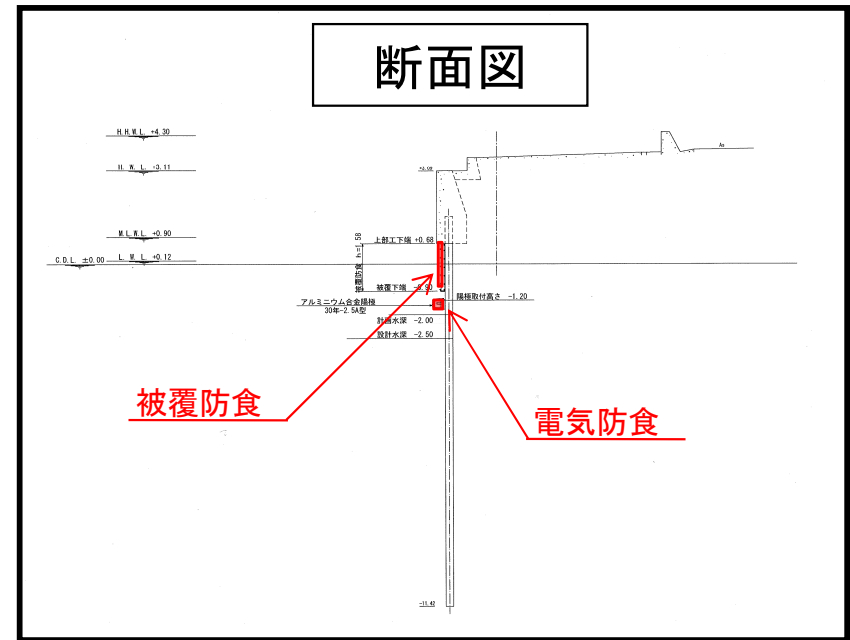 断面図
H.H.W.L. +4.30
H.W.L. +3.11
M.L.W.L. +0.90
L.W.L. +0.12
C.D.L. ±0.00
As
上部工下端 +0.68
被覆防食 h=1.58
被覆下端 -0.90
陽極取付高さ -1.20
アルミニウム合金陽極
30年-2.5A型
計画水深 -2.00
設計水深 -2.50
被覆防食
電気防食
-11.42